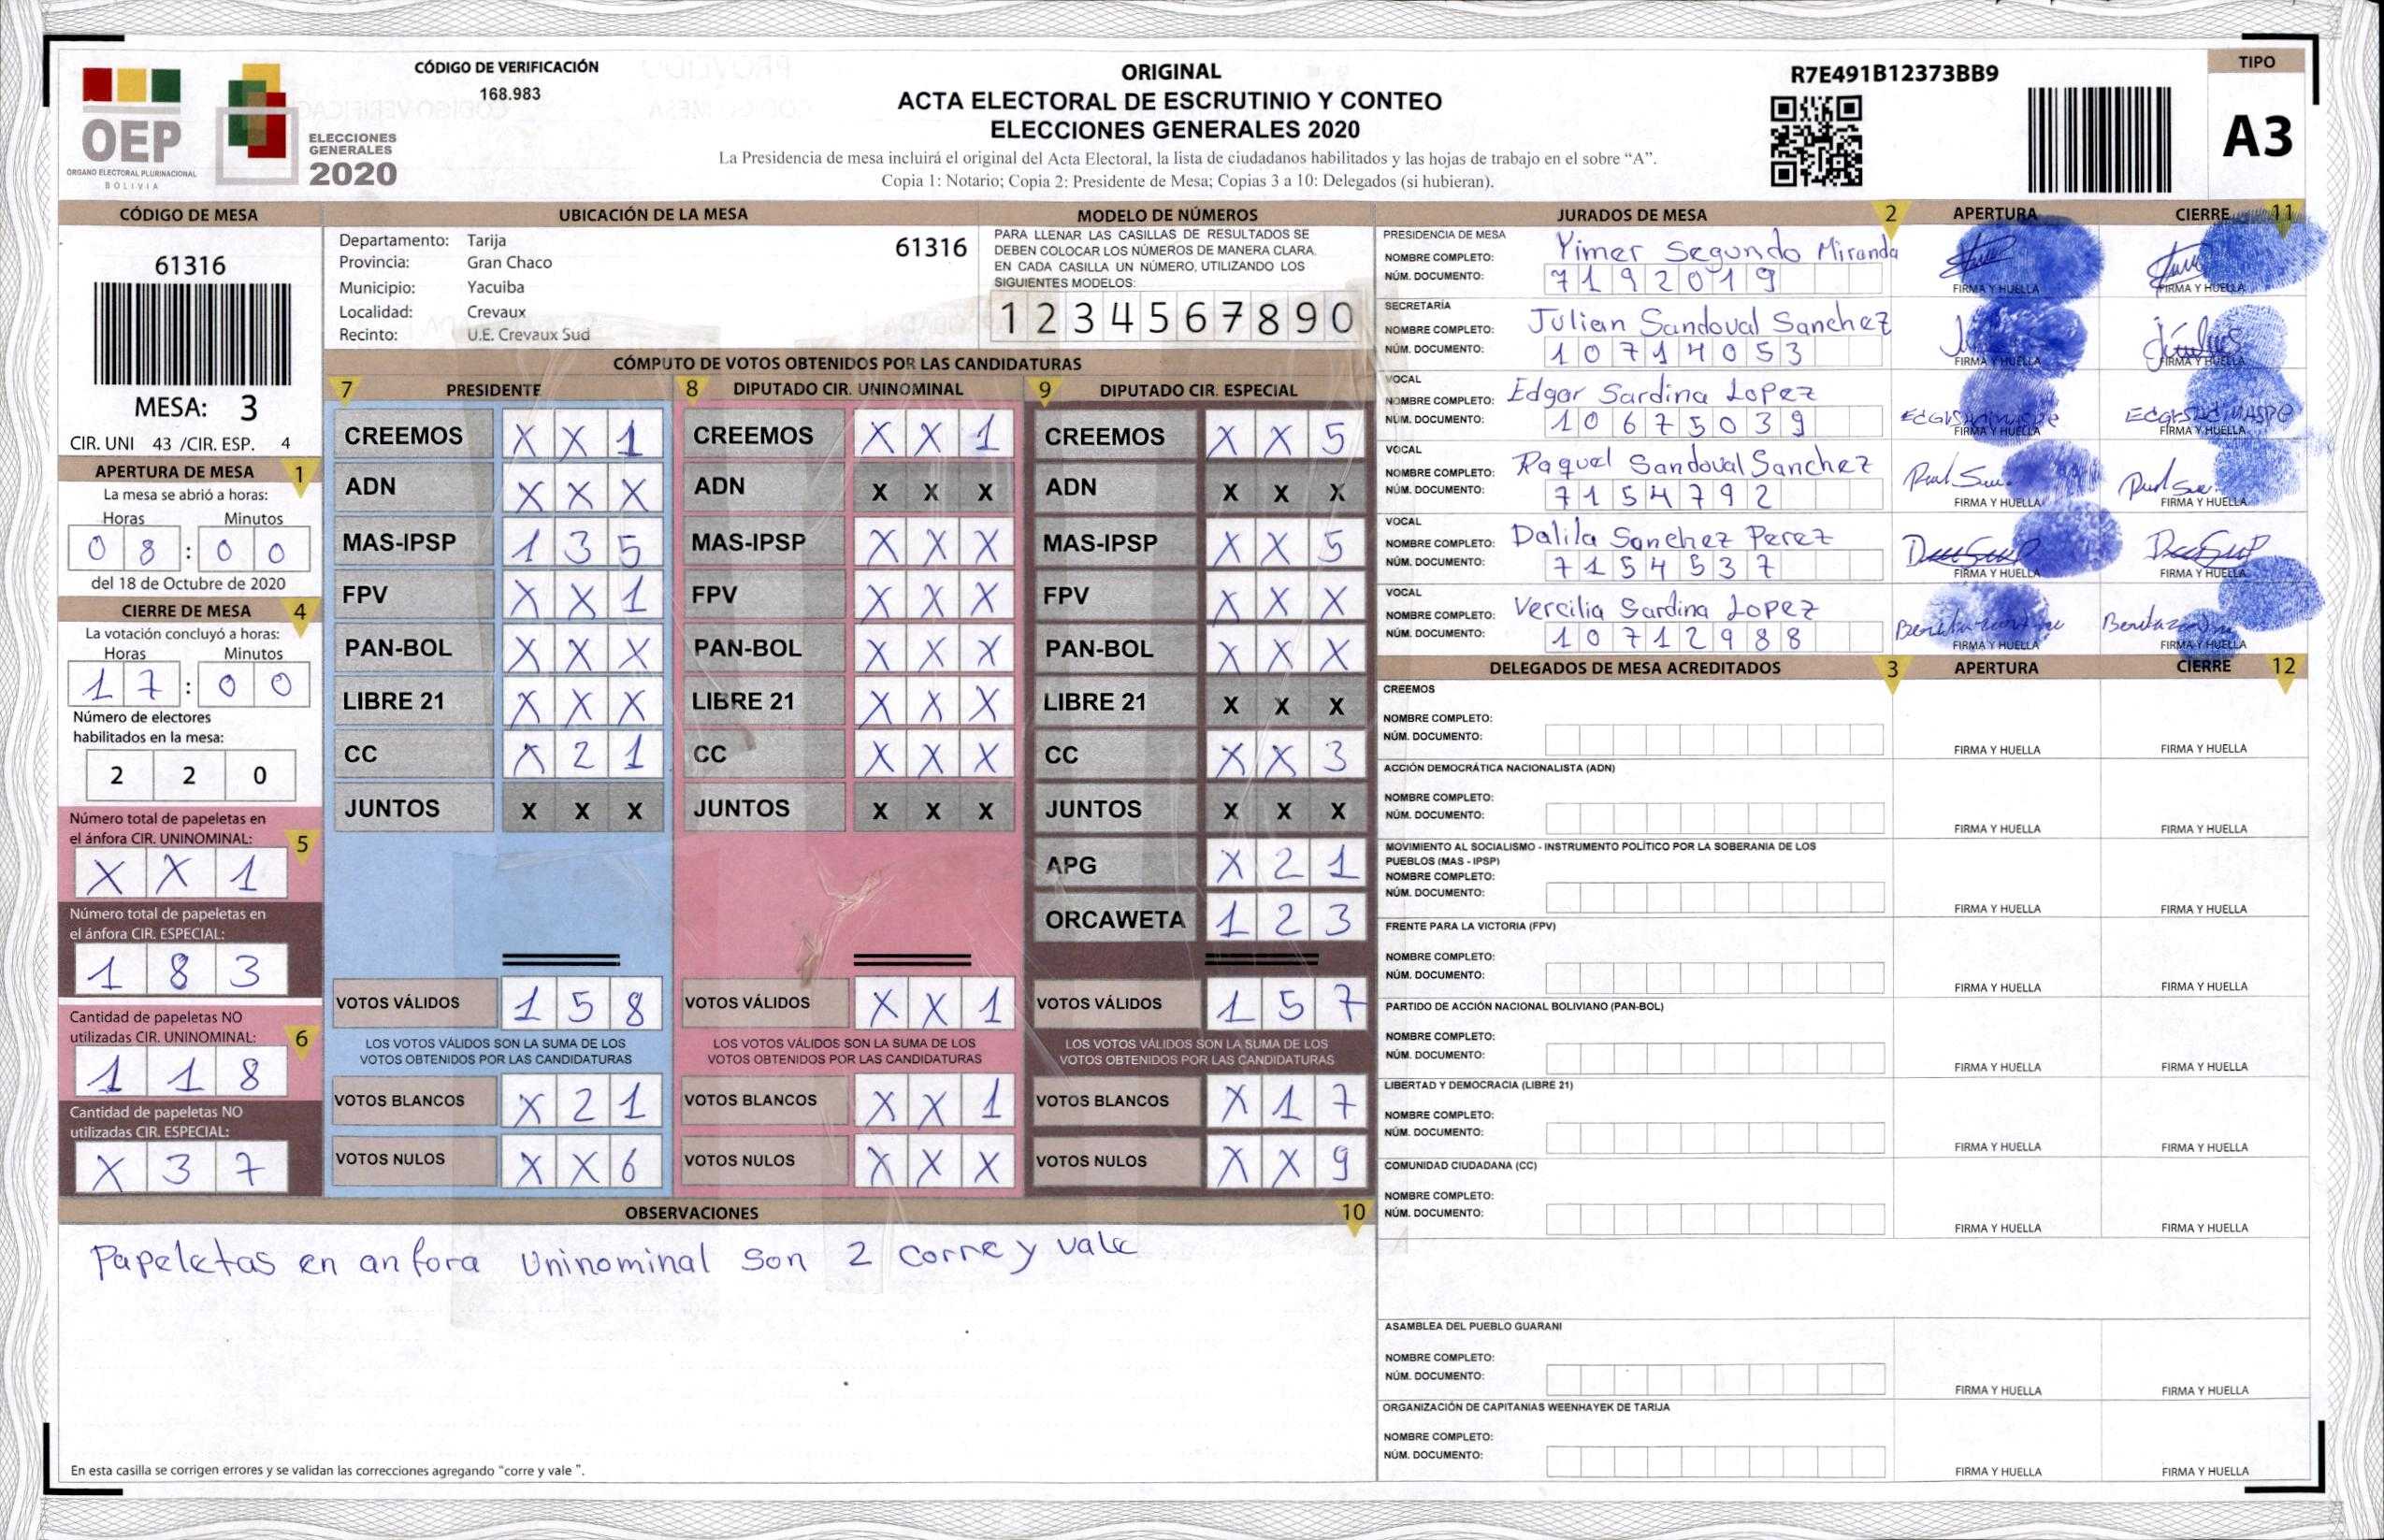 CÓDIGO DE VERIFICACIÓN
168.983
OEP
ÓRGANO ELECTORAL PLURINACIONAL
BOLIVIA
ELECCIONES
GENERALES
2020
ORIGINAL
ACTA ELECTORAL DE ESCRUTINIO Y CONTEO
ELECCIONES GENERALES 2020
La Presidencia de mesa incluirá el original del Acta Electoral, la lista de ciudadanos habilitados y las hojas de trabajo en el sobre “A”.
Copia 1: Notario; Copia 2: Presidente de Mesa; Copias 3 a 10: Delegados (si hubieran).
R7E491B12373BB9
TIPO
A3
CÓDIGO DE MESA
61316
MESA: 3
CIR. UNI 43 /CIR. ESP. 4
APERTURA DE MESA 1
La mesa se abrió a horas:
Horas Minutos
0 8 : 0 0
del 18 de Octubre de 2020
CIERRE DE MESA 4
La votación concluyó a horas:
Horas Minutos
1 7 : 0 0
Número de electores
habilitados en la mesa:
2 2 0
Número total de papeletas en
el ánfora CIR. UNINOMINAL: 5
X X 1
Número total de papeletas en
el ánfora CIR. ESPECIAL:
1 8 3
Cantidad de papeletas NO
utilizadas CIR. UNINOMINAL: 6
1 1 8
Cantidad de papeletas NO
utilizadas CIR. ESPECIAL:
X 3 7
UBICACIÓN DE LA MESA
Departamento: Tarija 61316
Provincia: Gran Chaco
Municipio: Yacuiba
Localidad: Crevaux
Recinto: U.E. Crevaux Sud
MODELO DE NÚMEROS
PARA LLENAR LAS CASILLAS DE RESULTADOS SE
DEBEN COLOCAR LOS NÚMEROS DE MANERA CLARA.
EN CADA CASILLA UN NÚMERO, UTILIZANDO LOS
SIGUIENTES MODELOS:
1 2 3 4 5 6 7 8 9 0
CÓMPUTO DE VOTOS OBTENIDOS POR LAS CANDIDATURAS
7 PRESIDENTE 8 DIPUTADO CIR. UNINOMINAL 9 DIPUTADO CIR. ESPECIAL
CREEMOS X X 1 CREEMOS X X 1 CREEMOS X X 5
ADN X X X ADN X X X ADN X X X
MAS-IPSP 1 3 5 MAS-IPSP X X X MAS-IPSP X X 5
FPV X X 1 FPV X X X FPV X X X
PAN-BOL X X X PAN-BOL X X X PAN-BOL X X X
LIBRE 21 X X X LIBRE 21 X X X LIBRE 21 X X X
CC X 2 1 CC X X X CC X X 3
JUNTOS X X X JUNTOS X X X JUNTOS X X X
APG X 2 1
ORCAWETA 1 2 3
VOTOS VÁLIDOS 1 5 8 VOTOS VÁLIDOS X X 1 VOTOS VÁLIDOS 1 5 7
LOS VOTOS VÁLIDOS SON LA SUMA DE LOS LOS VOTOS VÁLIDOS SON LA SUMA DE LOS LOS VOTOS VÁLIDOS SON LA SUMA DE LOS
VOTOS OBTENIDOS POR LAS CANDIDATURAS VOTOS OBTENIDOS POR LAS CANDIDATURAS VOTOS OBTENIDOS POR LAS CANDIDATURAS
VOTOS BLANCOS X 2 1 VOTOS BLANCOS X X 1 VOTOS BLANCOS X 1 7
VOTOS NULOS X X 6 VOTOS NULOS X X X VOTOS NULOS X X 9
OBSERVACIONES 10
Papeletas en anfora Uninominal son 2 corre y vale
En esta casilla se corrigen errores y se validan las correcciones agregando "corre y vale ".
JURADOS DE MESA 2 APERTURA CIERRE 11
PRESIDENCIA DE MESA
NOMBRE COMPLETO: Yimer Segundo Miranda
NÚM. DOCUMENTO: 7 1 9 2 0 1 9
FIRMA Y HUELLA FIRMA Y HUELLA
SECRETARÍA
NOMBRE COMPLETO: Julian Sandoval Sanchez
NÚM. DOCUMENTO: 1 0 7 1 4 0 5 3
FIRMA Y HUELLA FIRMA Y HUELLA
VOCAL
NOMBRE COMPLETO: Edgar Sardina Lopez
NÚM. DOCUMENTO: 1 0 6 7 5 0 3 9
FIRMA Y HUELLA FIRMA Y HUELLA
VOCAL
NOMBRE COMPLETO: Raquel Sandoval Sanchez
NÚM. DOCUMENTO: 7 1 5 4 7 9 2
FIRMA Y HUELLA FIRMA Y HUELLA
VOCAL
NOMBRE COMPLETO: Dalila Sanchez Perez
NÚM. DOCUMENTO: 7 1 5 4 5 3 7
FIRMA Y HUELLA FIRMA Y HUELLA
VOCAL
NOMBRE COMPLETO: Vercilia Sardina Lopez
NÚM. DOCUMENTO: 1 0 7 1 2 9 8 8
FIRMA Y HUELLA FIRMA Y HUELLA
DELEGADOS DE MESA ACREDITADOS 3 APERTURA CIERRE 12
CREEMOS
NOMBRE COMPLETO:
NÚM. DOCUMENTO:
FIRMA Y HUELLA FIRMA Y HUELLA
ACCIÓN DEMOCRÁTICA NACIONALISTA (ADN)
NOMBRE COMPLETO:
NÚM. DOCUMENTO:
FIRMA Y HUELLA FIRMA Y HUELLA
MOVIMIENTO AL SOCIALISMO - INSTRUMENTO POLÍTICO POR LA SOBERANIA DE LOS
PUEBLOS (MAS - IPSP)
NOMBRE COMPLETO:
NÚM. DOCUMENTO:
FIRMA Y HUELLA FIRMA Y HUELLA
FRENTE PARA LA VICTORIA (FPV)
NOMBRE COMPLETO:
NÚM. DOCUMENTO:
FIRMA Y HUELLA FIRMA Y HUELLA
PARTIDO DE ACCIÓN NACIONAL BOLIVIANO (PAN-BOL)
NOMBRE COMPLETO:
NÚM. DOCUMENTO:
FIRMA Y HUELLA FIRMA Y HUELLA
LIBERTAD Y DEMOCRACIA (LIBRE 21)
NOMBRE COMPLETO:
NÚM. DOCUMENTO:
FIRMA Y HUELLA FIRMA Y HUELLA
COMUNIDAD CIUDADANA (CC)
NOMBRE COMPLETO:
NÚM. DOCUMENTO:
FIRMA Y HUELLA FIRMA Y HUELLA
ASAMBLEA DEL PUEBLO GUARANI
NOMBRE COMPLETO:
NÚM. DOCUMENTO:
FIRMA Y HUELLA FIRMA Y HUELLA
ORGANIZACIÓN DE CAPITANIAS WEENHAYEK DE TARIJA
NOMBRE COMPLETO:
NÚM. DOCUMENTO:
FIRMA Y HUELLA FIRMA Y HUELLA